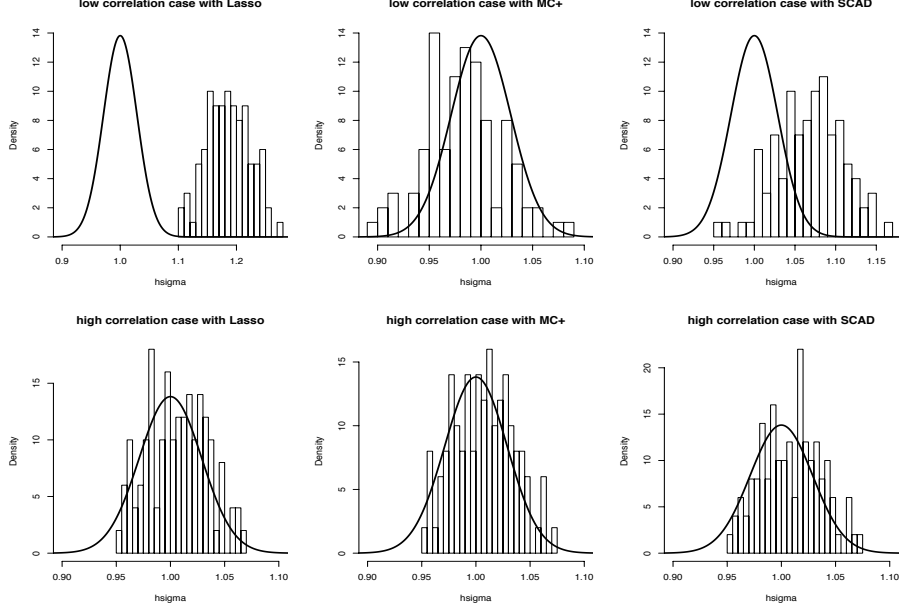 low correlation case with Lasso
low correlation case with MC+
low correlation case with SCAD
Density
0 2 4 6 8 10 12 14
0.9 1.0 1.1 1.2
hsigma
Density
0 2 4 6 8 10 12 14
0.90 0.95 1.00 1.05 1.10
hsigma
Density
0 2 4 6 8 10 12 14
0.90 0.95 1.00 1.05 1.10 1.15
hsigma
high correlation case with Lasso
high correlation case with MC+
high correlation case with SCAD
Density
0 5 10 15
0.90 0.95 1.00 1.05 1.10
hsigma
Density
0 5 10 15
0.90 0.95 1.00 1.05 1.10
hsigma
Density
0 5 10 15 20
0.90 0.95 1.00 1.05 1.10
hsigma